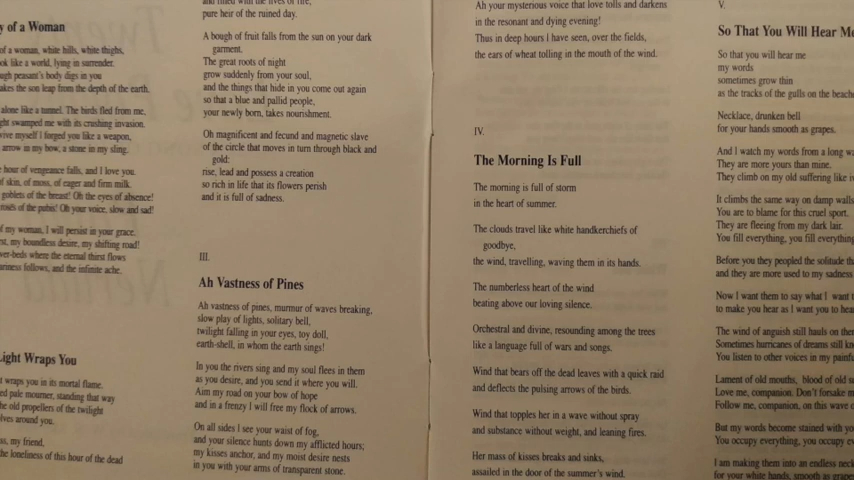 y of a Woman
of a woman, white hills, white thighs,
ok like a world, lying in surrender.
ugh peasant's body digs in you
akes the son leap from the depth of the earth.
alone like a tunnel. The birds fled from me,
ght swamped me with its crushing invasion.
vive myself I forged you like a weapon,
arrow in my bow, a stone in my sling.
hour of vengeance falls, and I love you.
of skin, of moss, of eager and firm milk.
goblets of the breast! Oh the eyes of absence!
roses of the pubis! Oh your voice, slow and sad!
of my woman, I will persist in your grace.
st, my boundless desire, my shifting road!
ver-beds where the eternal thirst flows
ariness follows, and the infinite ache.
Light Wraps You
t wraps you in its mortal flame.
ed pale mourner, standing that way
the old propellers of the twilight
olves around you.
ss, my friend,
the loneliness of this hour of the dead
and filled with the lives of fire,
pure heir of the ruined day.
A bough of fruit falls from the sun on your dark
garment.
The great roots of night
grow suddenly from your soul,
and the things that hide in you come out again
so that a blue and pallid people,
your newly born, takes nourishment.
Oh magnificent and fecund and magnetic slave
of the circle that moves in turn through black and
gold:
rise, lead and possess a creation
so rich in life that its flowers perish
and it is full of sadness.
III.
Ah Vastness of Pines
Ah vastness of pines, murmur of waves breaking,
slow play of lights, solitary bell,
twilight falling in your eyes, toy doll,
earth-shell, in whom the earth sings!
In you the rivers sing and my soul flees in them
as you desire, and you send it where you will.
Aim my road on your bow of hope
and in a frenzy I will free my flock of arrows.
On all sides I see your waist of fog,
and your silence hunts down my afflicted hours;
my kisses anchor, and my moist desire nests
in you with your arms of transparent stone.
Ah your mysterious voice that love tolls and darkens
in the resonant and dying evening!
Thus in deep hours I have seen, over the fields,
the ears of wheat tolling in the mouth of the wind.
IV.
The Morning Is Full
The morning is full of storm
in the heart of summer.
The clouds travel like white handkerchiefs of
goodbye,
the wind, travelling, waving them in its hands.
The numberless heart of the wind
beating above our loving silence.
Orchestral and divine, resounding among the trees
like a language full of wars and songs.
Wind that bears off the dead leaves with a quick raid
and deflects the pulsing arrows of the birds.
Wind that topples her in a wave without spray
and substance without weight, and leaning fires.
Her mass of kisses breaks and sinks,
assailed in the door of the summer's wind.
V.
So That You Will Hear Me
So that you will hear me
my words
sometimes grow thin
as the tracks of the gulls on the beache
Necklace, drunken bell
for your hands smooth as grapes.
And I watch my words from a long wa
They are more yours than mine.
They climb on my old suffering like iv
It climbs the same way on damp walls
You are to blame for this cruel sport.
They are fleeing from my dark lair.
You fill everything, you fill everything
Before you they peopled the solitude th
and they are more used to my sadness
Now I want them to say what I want t
to make you hear as I want you to hea
The wind of anguish still hauls on them
Sometimes hurricanes of dreams still kn
You listen to other voices in my painfu
Lament of old mouths, blood of old s
Love me, companion. Don't forsake m
Follow me, companion, on this wave o
But my words become stained with yo
You occupy everything, you occupy ev
I am making them into an endless neck
for your white hands, smooth as grape